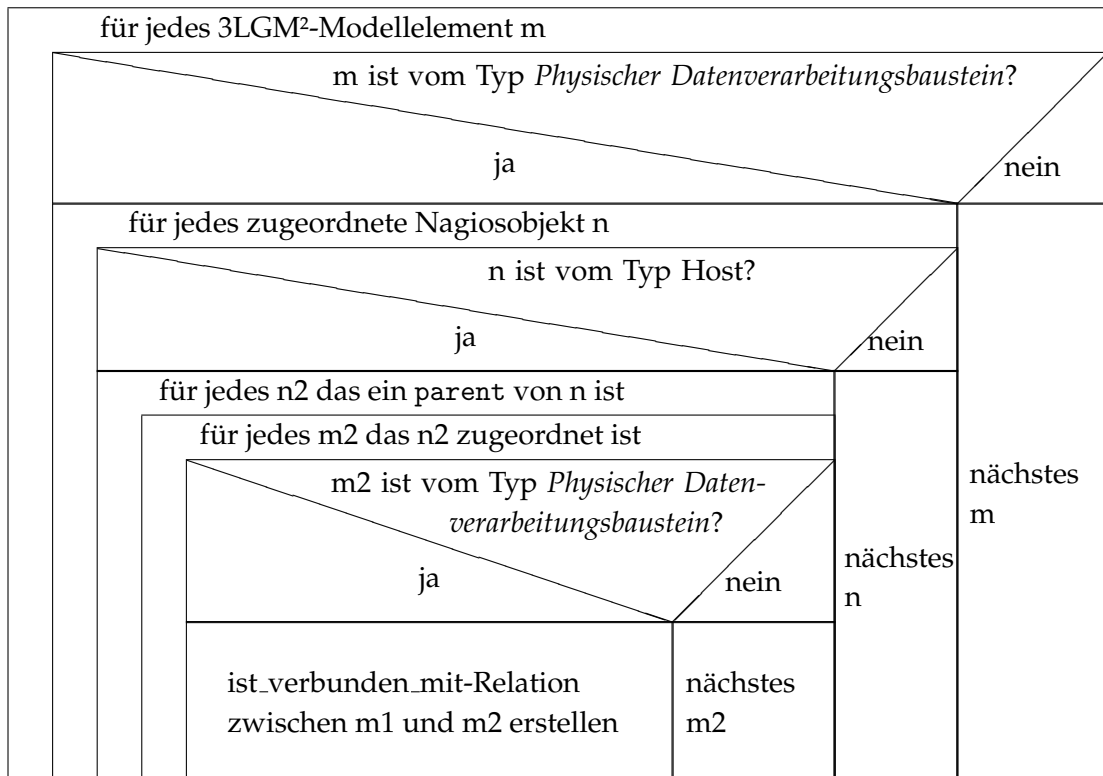 für jedes 3LGM²-Modellelement m
m ist vom Typ Physischer Datenverarbeitungsbaustein?
ja
nein
für jedes zugeordnete Nagiosobjekt n
n ist vom Typ Host?
ja
nein
für jedes n2 das ein parent von n ist
für jedes m2 das n2 zugeordnet ist
m2 ist vom Typ Physischer Daten-
verarbeitungsbaustein?
ja
nein
ist_verbunden_mit-Relation
zwischen m1 und m2 erstellen
nächstes
m2
nächstes
n
nächstes
m